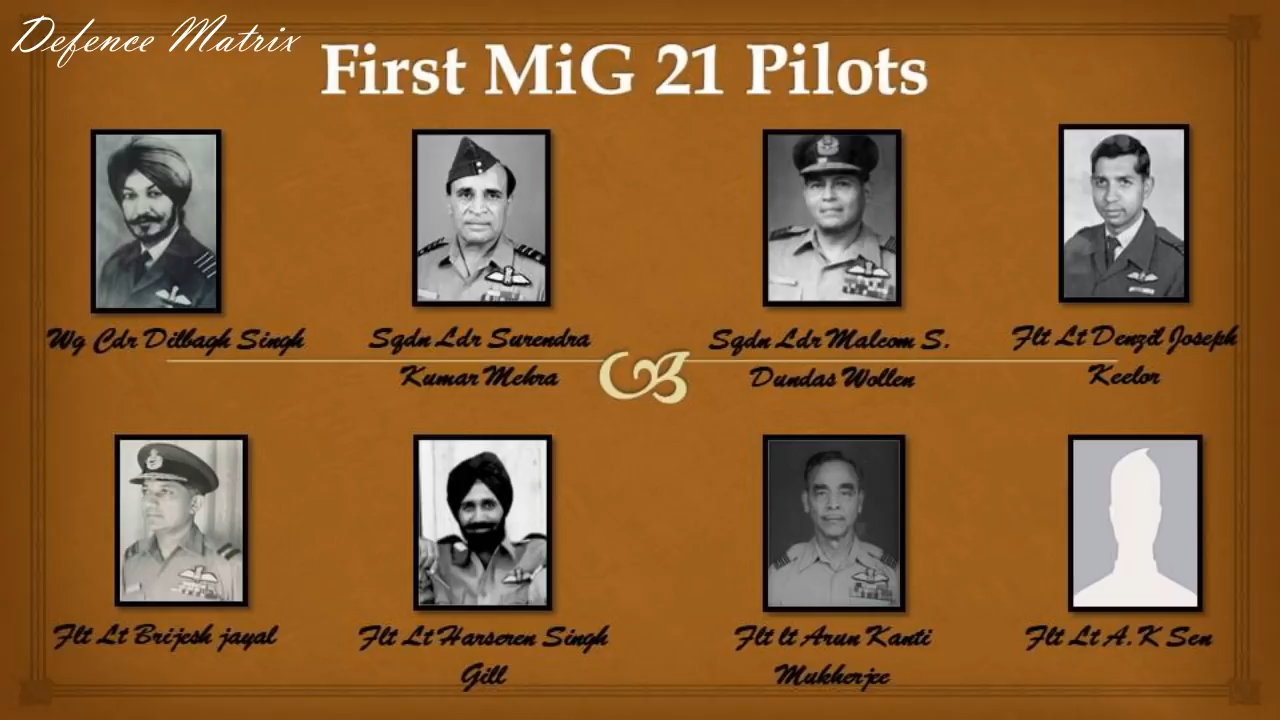 Defence Matrix
First MiG 21 Pilots
Wg Cdr Dilbagh Singh
Sqdn Ldr Surendra
Kumar Mehra
Sqdn Ldr Malcom S.
Dundas Wollen
Flt Lt Denzil Joseph
Keelor
Flt Lt Brijesh jayal
Flt Lt Harseren Singh
Gill
Flt lt Arun Kanti
Mukherjee
Flt Lt A. K Sen